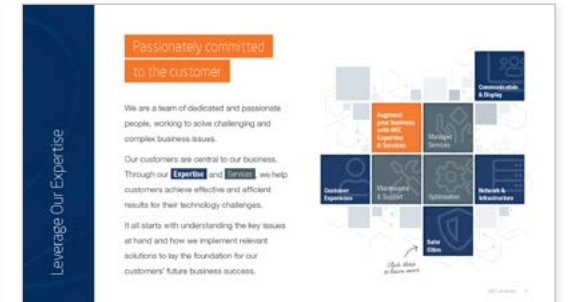 Leverage Our Expertise
Passionately committed
to the customer
We are a team of dedicated and passionate
people, working to solve challenging and
complex business issues.
Our customers are central to our business.
Through our Expertise and Services, we help
customers achieve effective and efficient
results for their technology challenges.
It all starts with understanding the key issues
at hand and how we implement relevant
solutions to lay the foundation for our
customers' future business success.
Communication
& Display
Augment
your business
with NEC
Expertise
& Services
Managed
Services
Customer
Experience
Maintenance
& Support
Optimisation
Network &
Infrastructure
Safer
Cities
Click shapes
to learn more